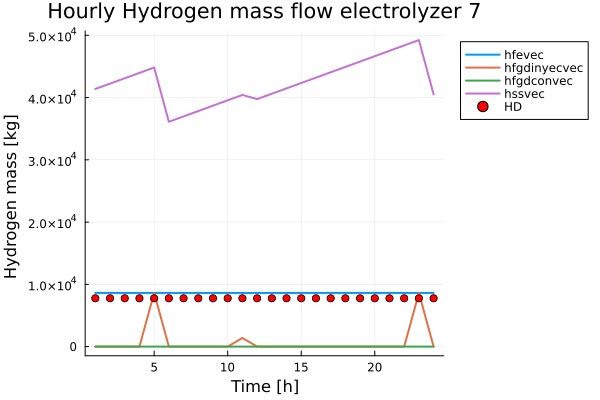 Hourly Hydrogen mass flow electrolyzer 7
Hydrogen mass [kg]
5.0×10⁴
4.0×10⁴
3.0×10⁴
2.0×10⁴
1.0×10⁴
0
5
10
15
20
Time [h]
hfevec
hfgdinyecvec
hfgdconvec
hssvec
HD